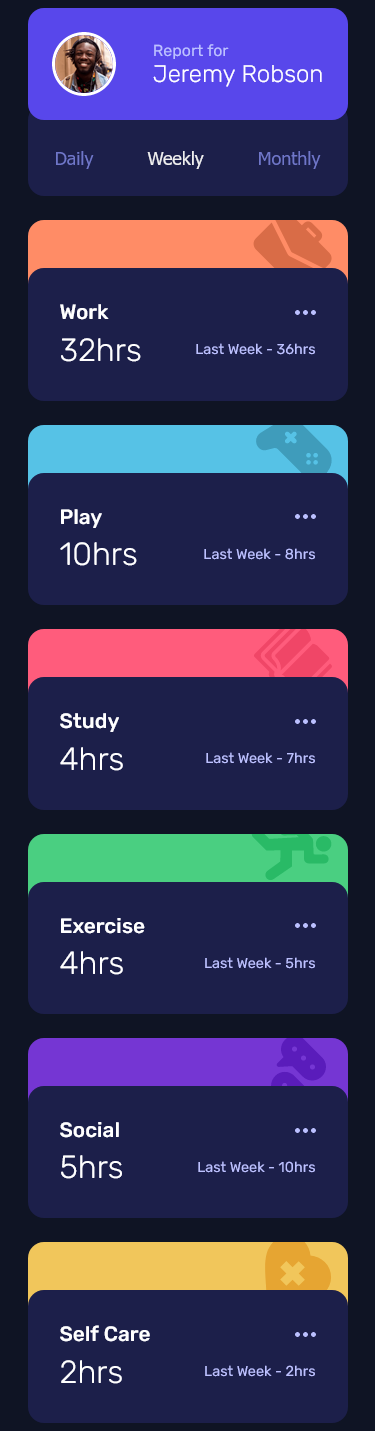 Report for
Jeremy Robson
Daily Weekly Monthly
Work
32hrs Last Week - 36hrs
Play
10hrs Last Week - 8hrs
Study
4hrs Last Week - 7hrs
Exercise
4hrs Last Week - 5hrs
Social
5hrs Last Week - 10hrs
Self Care
2hrs Last Week - 2hrs